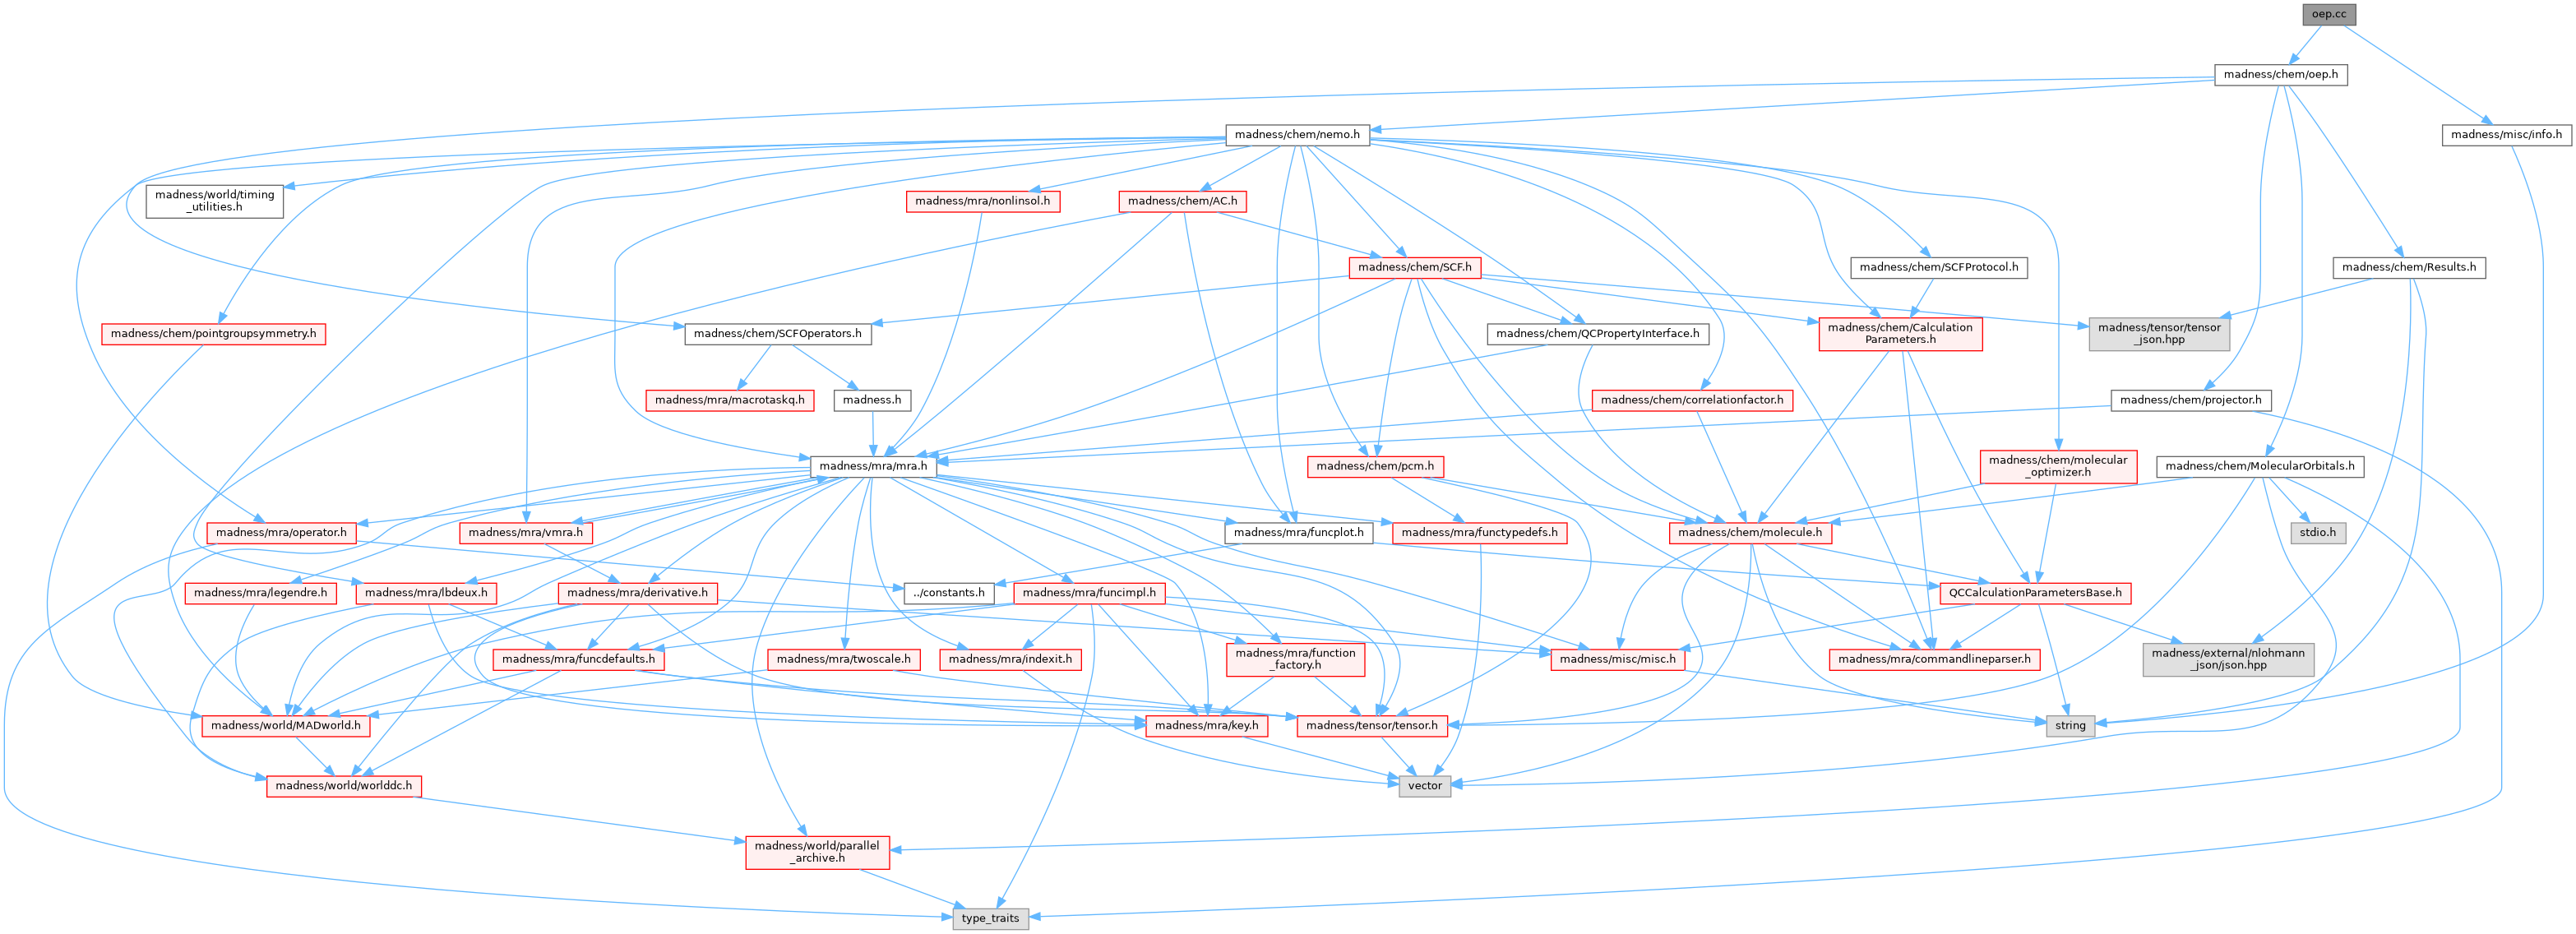 oep.cc
madness/chem/oep.h
madness/chem/nemo.h
madness/misc/info.h
madness/world/timing
_utilities.h
madness/mra/nonlinsol.h
madness/chem/AC.h
madness/chem/SCF.h
madness/chem/SCFProtocol.h
madness/chem/Results.h
madness/chem/pointgroupsymmetry.h
madness/chem/SCFOperators.h
madness/chem/QCPropertyInterface.h
madness/chem/Calculation
Parameters.h
madness/tensor/tensor
_json.hpp
madness/mra/macrotaskq.h
madness.h
madness/chem/correlationfactor.h
madness/chem/projector.h
madness/mra/mra.h
madness/chem/pcm.h
madness/chem/molecular
_optimizer.h
madness/chem/MolecularOrbitals.h
madness/mra/operator.h
madness/mra/vmra.h
madness/mra/funcplot.h
madness/mra/functypedefs.h
madness/chem/molecule.h
stdio.h
madness/mra/legendre.h
madness/mra/lbdeux.h
madness/mra/derivative.h
../constants.h
madness/mra/funcimpl.h
QCCalculationParametersBase.h
madness/mra/funcdefaults.h
madness/mra/twoscale.h
madness/mra/indexit.h
madness/mra/function
_factory.h
madness/misc/misc.h
madness/mra/commandlineparser.h
madness/external/nlohmann
_json/json.hpp
madness/world/MADworld.h
madness/mra/key.h
madness/tensor/tensor.h
string
madness/world/worlddc.h
vector
madness/world/parallel
_archive.h
type_traits